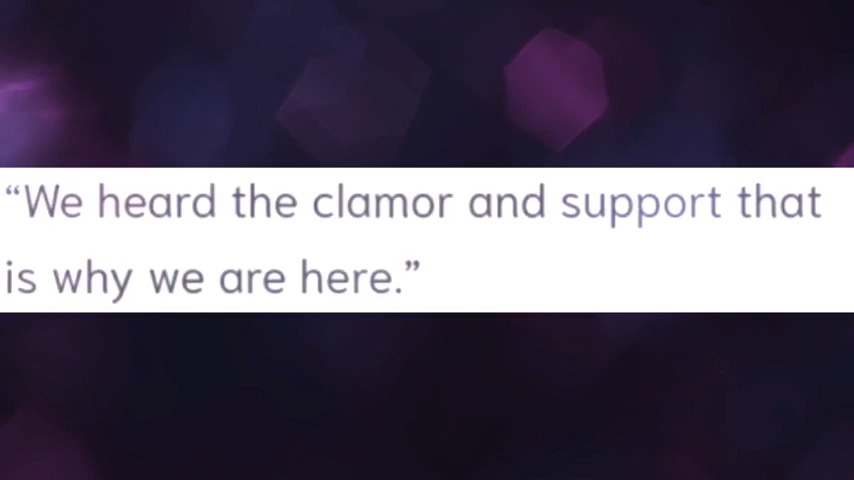 “We heard the clamor and support that
is why we are here.”